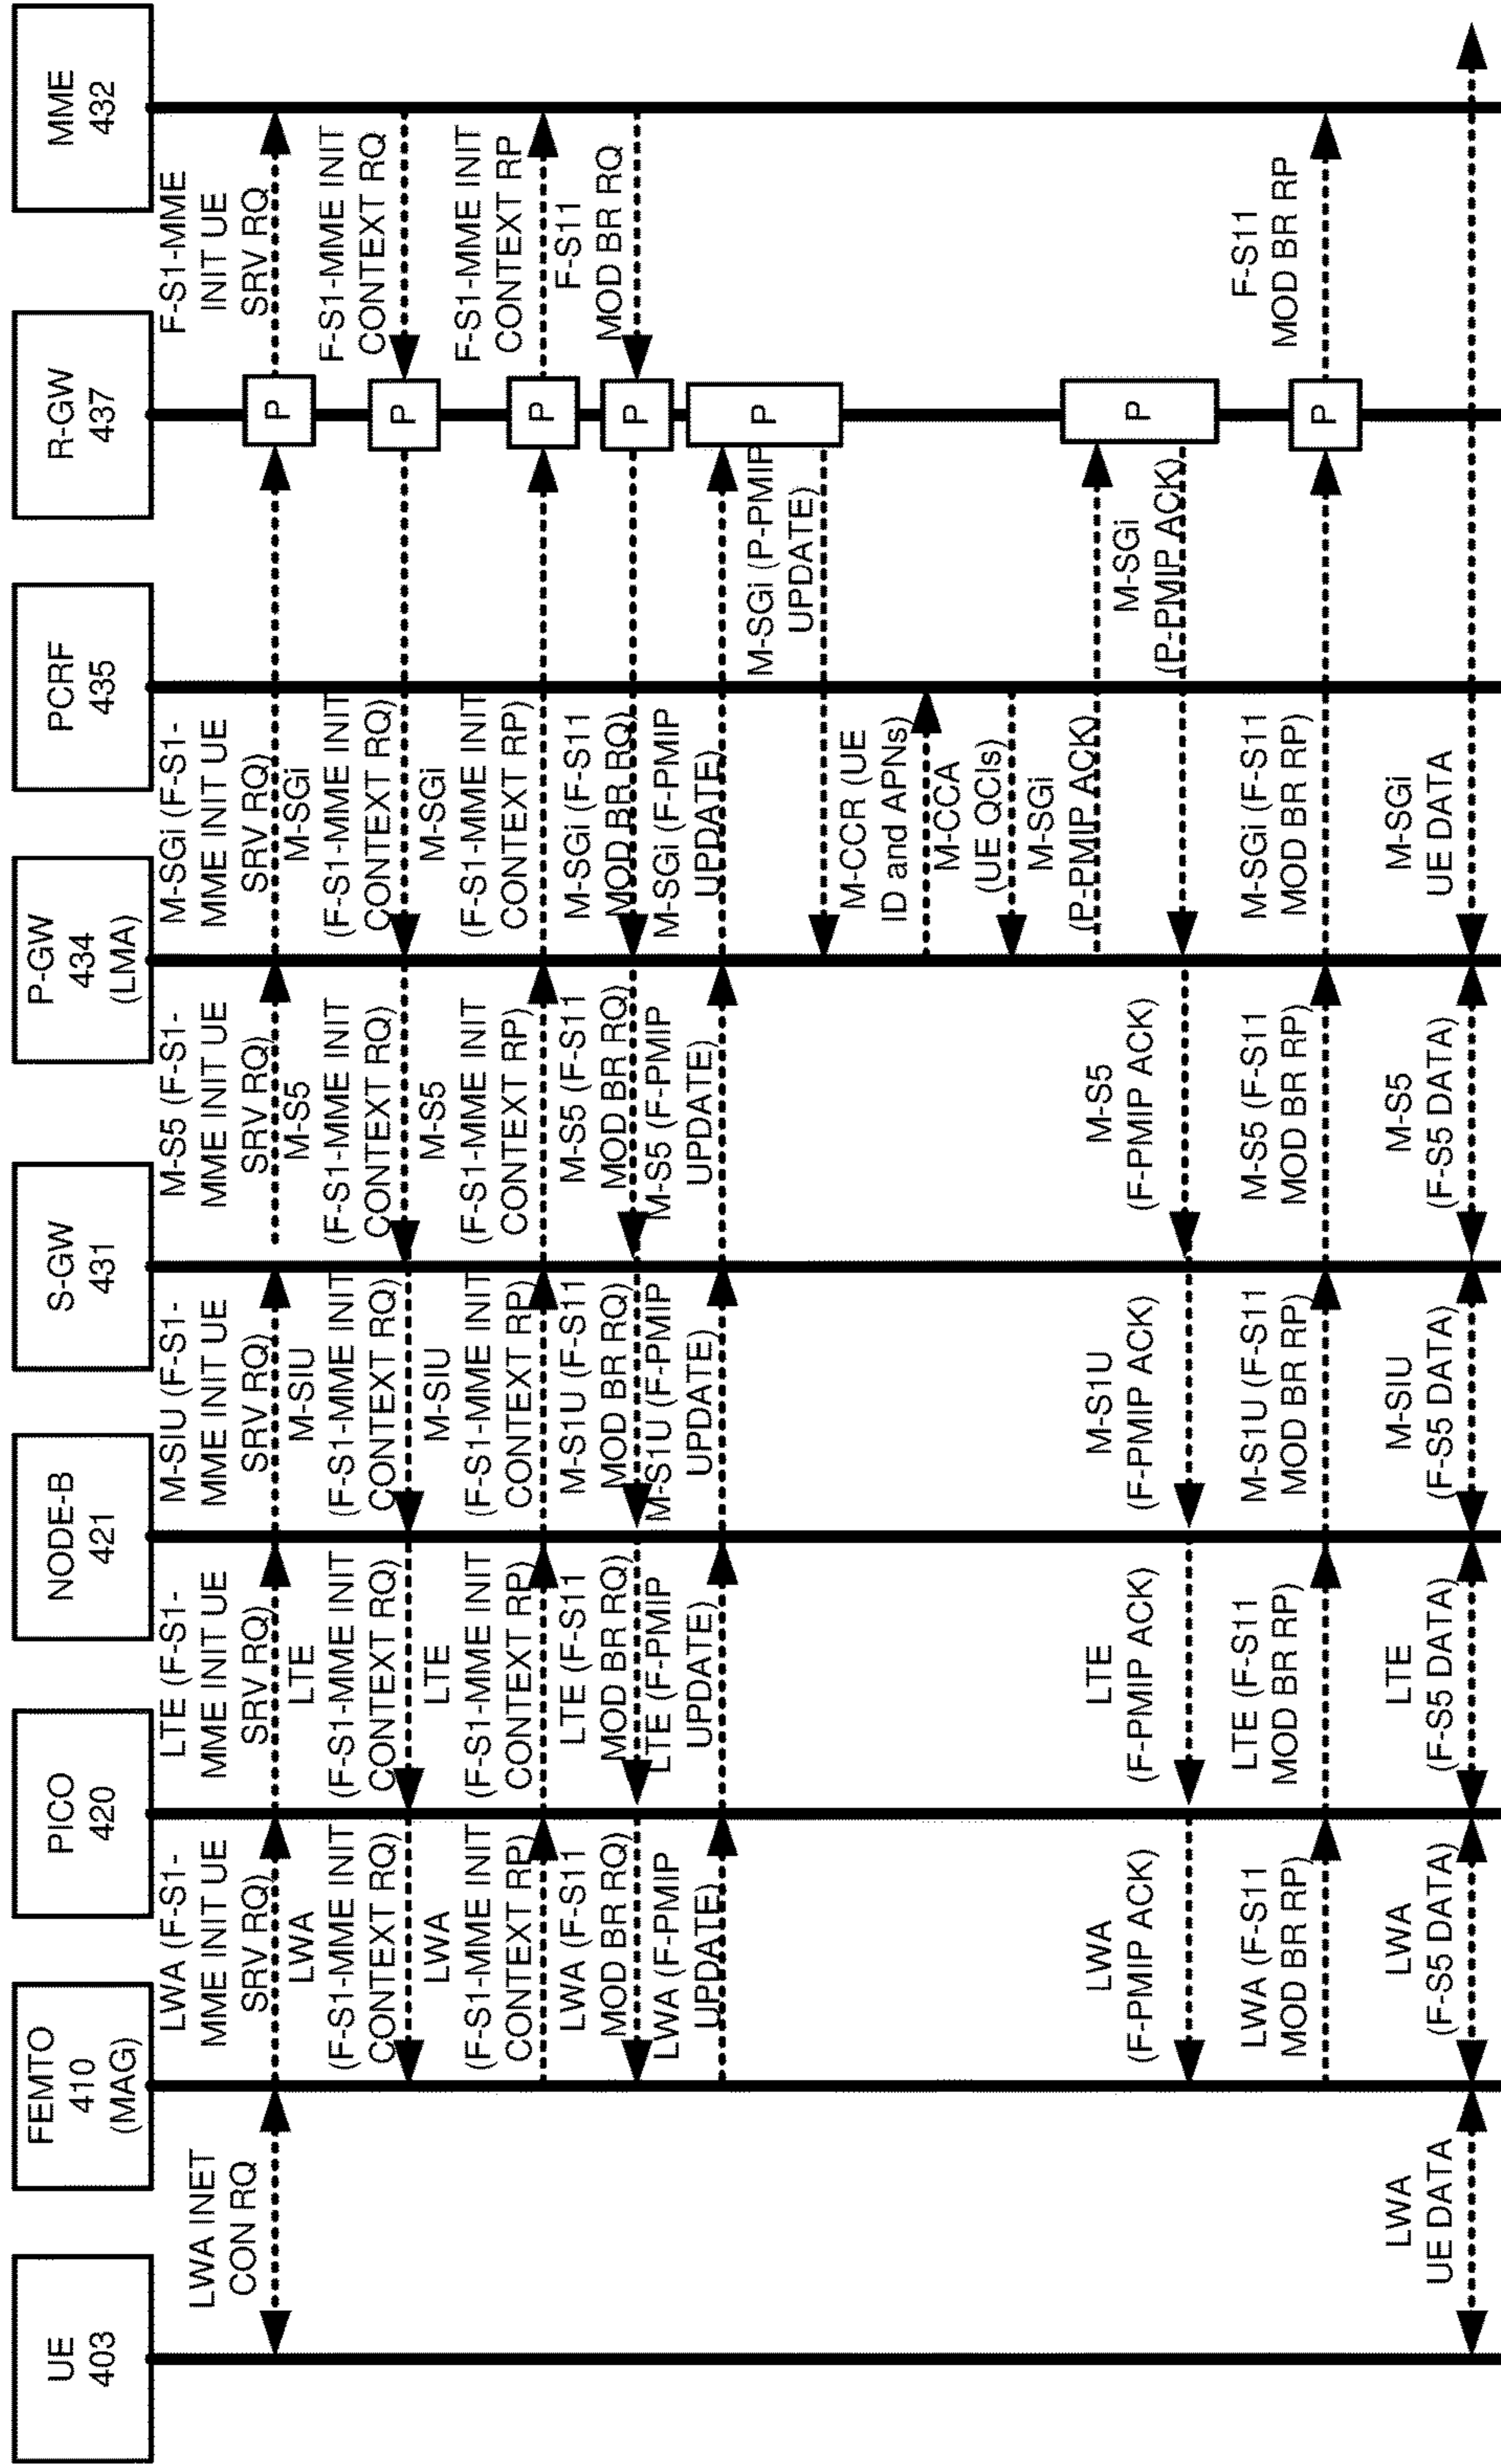 UE
403
FEMTO
410
(MAG)
PICO
420
NODE-B
421
S-GW
431
P-GW
434
(LMA)
PCRF
435
R-GW
437
MME
432
LWA INET
CON RQ
LWA (F-S1-
MME INIT UE
SRV RQ)
LTE (F-S1-
MME INIT UE
SRV RQ)
M-SIU (F-S1-
MME INIT UE
SRV RQ)
M-S5 (F-S1-
MME INIT UE
SRV RQ)
M-SGi (F-S1-
MME INIT UE
SRV RQ)
P
F-S1-MME
INIT UE
SRV RQ
LWA
(F-S1-MME INIT
CONTEXT RQ)
LTE
(F-S1-MME INIT
CONTEXT RQ)
M-SIU
(F-S1-MME INIT
CONTEXT RQ)
M-S5
(F-S1-MME INIT
CONTEXT RQ)
M-SGi
(F-S1-MME INIT
CONTEXT RQ)
P
F-S1-MME INIT
CONTEXT RQ
LWA
(F-S1-MME INIT
CONTEXT RP)
LTE
(F-S1-MME INIT
CONTEXT RP)
M-SIU
(F-S1-MME INIT
CONTEXT RP)
M-S5
(F-S1-MME INIT
CONTEXT RP)
M-SGi
(F-S1-MME INIT
CONTEXT RP)
P
F-S1-MME INIT
CONTEXT RP
LWA (F-S11
MOD BR RQ)
LTE (F-S11
MOD BR RQ)
M-S1U (F-S11
MOD BR RQ)
M-S5 (F-S11
MOD BR RQ)
M-SGi (F-S11
MOD BR RQ)
P
F-S11
MOD BR RQ
LWA (F-PMIP
UPDATE)
LTE (F-PMIP
UPDATE)
M-S1U (F-PMIP
UPDATE)
M-S5 (F-PMIP
UPDATE)
M-SGi (F-PMIP
UPDATE)
P
M-SGi (P-PMIP
UPDATE)
M-CCR (UE
ID and APNs)
M-CCA
(UE QCIs)
M-SGi
(P-PMIP ACK)
P
M-SGi
(P-PMIP ACK)
LWA
(F-PMIP ACK)
LTE
(F-PMIP ACK)
M-S1U
(F-PMIP ACK)
M-S5
(F-PMIP ACK)
LWA (F-S11
MOD BR RP)
LTE (F-S11
MOD BR RP)
M-S1U (F-S11
MOD BR RP)
M-S5 (F-S11
MOD BR RP)
M-SGi (F-S11
MOD BR RP)
P
F-S11
MOD BR RP
LWA
UE DATA
LWA
(F-S5 DATA)
LTE
(F-S5 DATA)
M-SIU
(F-S5 DATA)
M-S5
(F-S5 DATA)
M-SGi
UE DATA